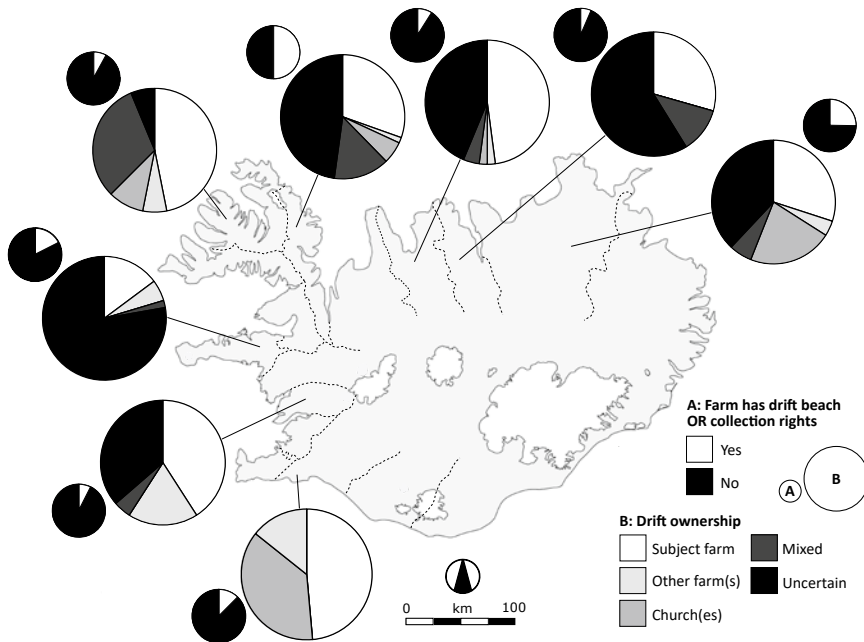 A: Farm has drift beach
OR collection rights
Yes
No
A
B
B: Drift ownership
Subject farm
Mixed
Other farm(s)
Uncertain
Church(es)
0 km 100